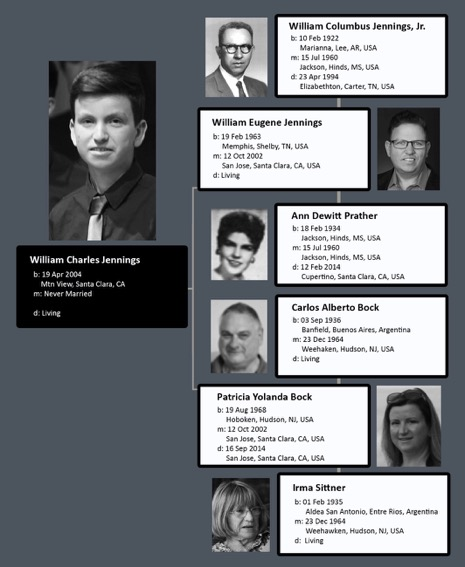 William Columbus Jennings, Jr.
b: 10 Feb 1922
Marianna, Lee, AR, USA
m: 15 Jul 1960
Jackson, Hinds, MS, USA
d: 23 Apr 1994
Elizabethton, Carter, TN, USA
William Eugene Jennings
b: 19 Feb 1963
Memphis, Shelby, TN, USA
m: 12 Oct 2002
San Jose, Santa Clara, CA, USA
d: Living
Ann Dewitt Prather
b: 18 Feb 1934
Jackson, Hinds, MS, USA
m: 15 Jul 1960
Jackson, Hinds, MS, USA
d: 12 Feb 2014
Cupertino, Santa Clara, CA, USA
William Charles Jennings
b: 19 Apr 2004
Mtn View, Santa Clara, CA
m: Never Married
d: Living
Carlos Alberto Bock
b: 03 Sep 1936
Banfield, Buenos Aires, Argentina
m: 23 Dec 1964
Weehaken, Hudson, NJ, USA
d: Living
Patricia Yolanda Bock
b: 19 Aug 1968
Hoboken, Hudson, NJ, USA
m: 12 Oct 2002
San Jose, Santa Clara, CA, USA
d: 16 Sep 2014
San Jose, Santa Clara, CA, USA
Irma Sittner
b: 01 Feb 1935
Aldea San Antonio, Entre Rios, Argentina
m: 23 Dec 1964
Weehawken, Hudson, NJ, USA
d: Living